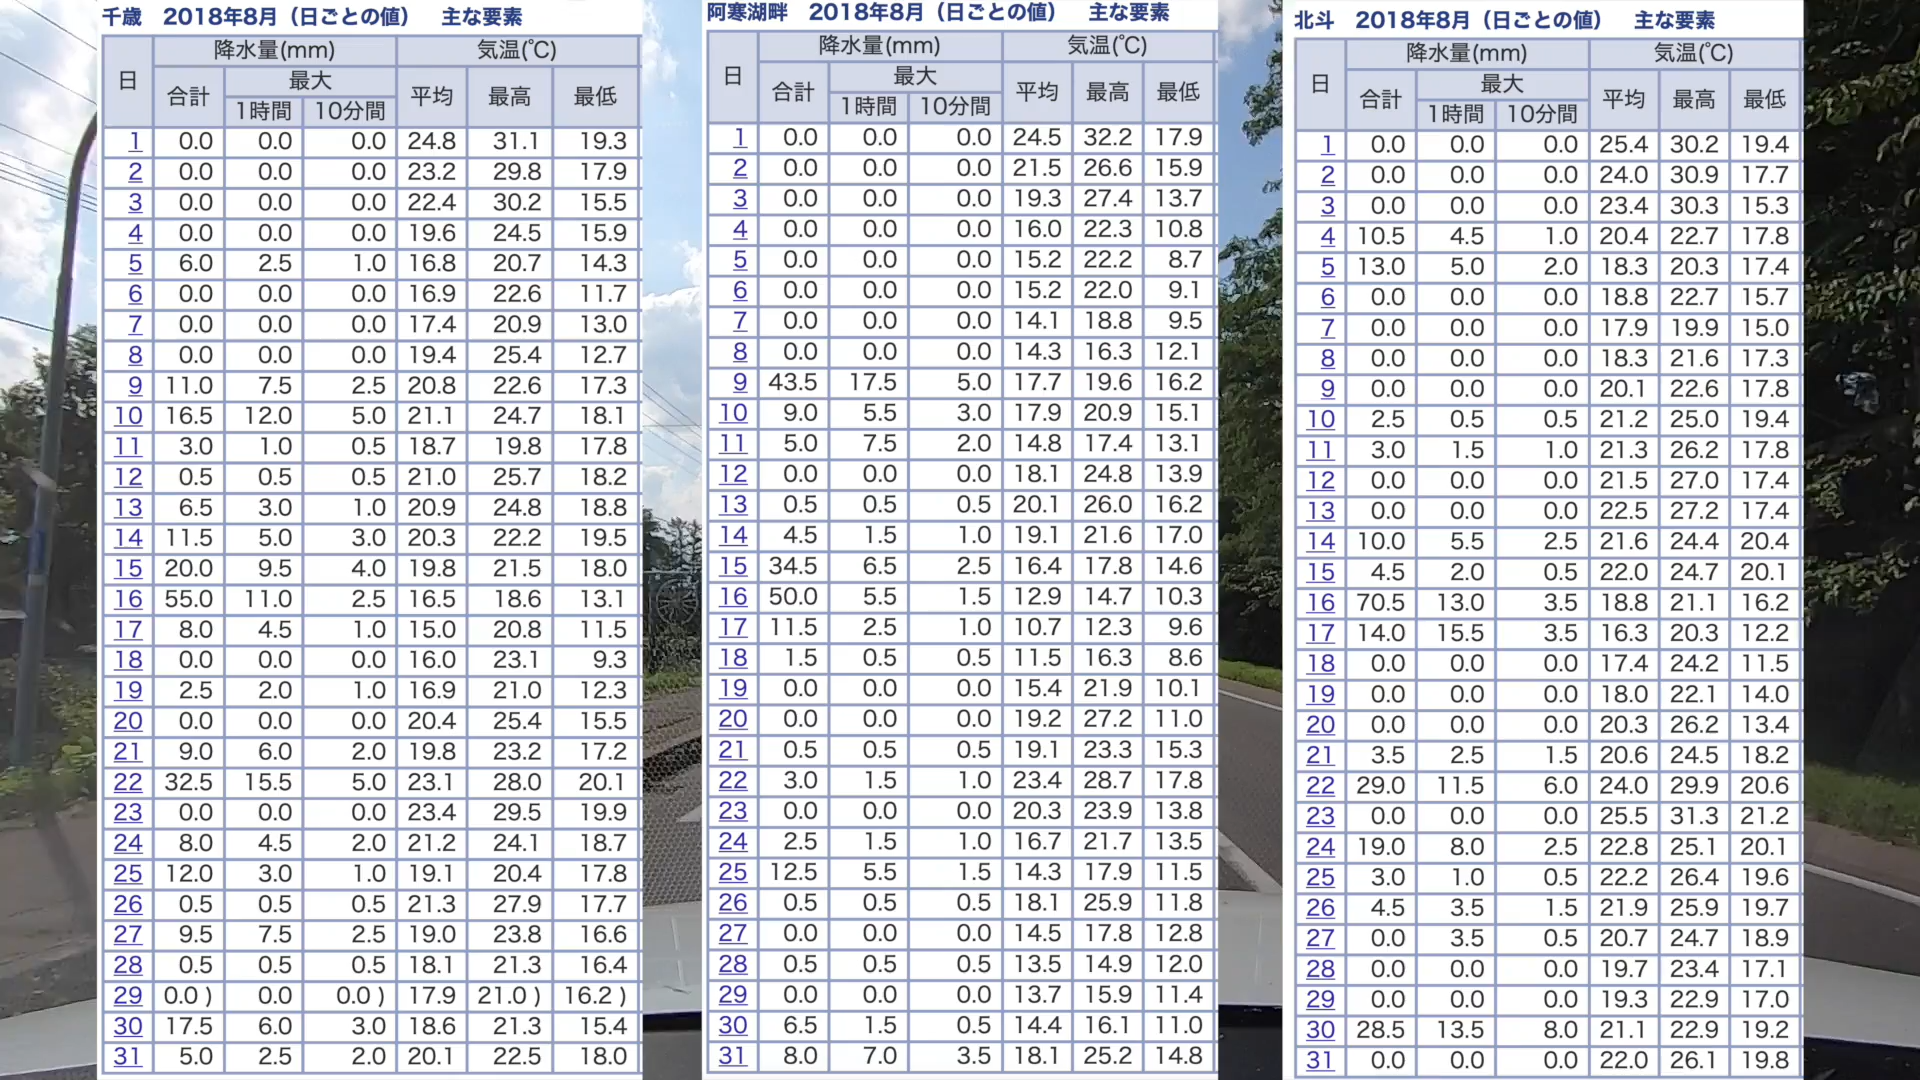 千歳 2018年8月（日ごとの値） 主な要素
日 降水量(mm) 気温(℃)
合計 最大 平均 最高 最低
1時間 10分間
1 0.0 0.0 0.0 24.8 31.1 19.3
2 0.0 0.0 0.0 23.2 29.8 17.9
3 0.0 0.0 0.0 22.4 30.2 15.5
4 0.0 0.0 0.0 19.6 24.5 15.9
5 6.0 2.5 1.0 16.8 20.7 14.3
6 0.0 0.0 0.0 16.9 22.6 11.7
7 0.0 0.0 0.0 17.4 20.9 13.0
8 0.0 0.0 0.0 19.4 25.4 12.7
9 11.0 7.5 2.5 20.8 22.6 17.3
10 16.5 12.0 5.0 21.1 24.7 18.1
11 3.0 1.0 0.5 18.7 19.8 17.8
12 0.5 0.5 0.5 21.0 25.7 18.2
13 6.5 3.0 1.0 20.9 24.8 18.8
14 11.5 5.0 3.0 20.3 22.2 19.5
15 20.0 9.5 4.0 19.8 21.5 18.0
16 55.0 11.0 2.5 16.5 18.6 13.1
17 8.0 4.5 1.0 15.0 20.8 11.5
18 0.0 0.0 0.0 16.0 23.1 9.3
19 2.5 2.0 1.0 16.9 21.0 12.3
20 0.0 0.0 0.0 20.4 25.4 15.5
21 9.0 6.0 2.0 19.8 23.2 17.2
22 32.5 15.5 5.0 23.1 28.0 20.1
23 0.0 0.0 0.0 23.4 29.5 19.9
24 8.0 4.5 2.0 21.2 24.1 18.7
25 12.0 3.0 1.0 19.1 20.4 17.8
26 0.5 0.5 0.5 21.3 27.9 17.7
27 9.5 7.5 2.5 19.0 23.8 16.6
28 0.5 0.5 0.5 18.1 21.3 16.4
29 0.0 ) 0.0 0.0 ) 17.9 21.0 ) 16.2 )
30 17.5 6.0 3.0 18.6 21.3 15.4
31 5.0 2.5 2.0 20.1 22.5 18.0
阿寒湖畔 2018年8月（日ごとの値） 主な要素
日 降水量(mm) 気温(℃)
合計 最大 平均 最高 最低
1時間 10分間
1 0.0 0.0 0.0 24.5 32.2 17.9
2 0.0 0.0 0.0 21.5 26.6 15.9
3 0.0 0.0 0.0 19.3 27.4 13.7
4 0.0 0.0 0.0 16.0 22.3 10.8
5 0.0 0.0 0.0 15.2 22.2 8.7
6 0.0 0.0 0.0 15.2 22.0 9.1
7 0.0 0.0 0.0 14.1 18.8 9.5
8 0.0 0.0 0.0 14.3 16.3 12.1
9 43.5 17.5 5.0 17.7 19.6 16.2
10 9.0 5.5 3.0 17.9 20.9 15.1
11 5.0 7.5 2.0 14.8 17.4 13.1
12 0.0 0.0 0.0 18.1 24.8 13.9
13 0.5 0.5 0.5 20.1 26.0 16.2
14 4.5 1.5 1.0 19.1 21.6 17.0
15 34.5 6.5 2.5 16.4 17.8 14.6
16 50.0 5.5 1.5 12.9 14.7 10.3
17 11.5 2.5 1.0 10.7 12.3 9.6
18 1.5 0.5 0.5 11.5 16.3 8.6
19 0.0 0.0 0.0 15.4 21.9 10.1
20 0.0 0.0 0.0 19.2 27.2 11.0
21 0.5 0.5 0.5 19.1 23.3 15.3
22 3.0 1.5 1.0 23.4 28.7 17.8
23 0.0 0.0 0.0 20.3 23.9 13.8
24 2.5 1.5 1.0 16.7 21.7 13.5
25 12.5 5.5 1.5 14.3 17.9 11.5
26 0.5 0.5 0.5 18.1 25.9 11.8
27 0.0 0.0 0.0 14.5 17.8 12.8
28 0.5 0.5 0.5 13.5 14.9 12.0
29 0.0 0.0 0.0 13.7 15.9 11.4
30 6.5 1.5 0.5 14.4 16.1 11.0
31 8.0 7.0 3.5 18.1 25.2 14.8
北斗 2018年8月（日ごとの値） 主な要素
日 降水量(mm) 気温(℃)
合計 最大 平均 最高 最低
1時間 10分間
1 0.0 0.0 0.0 25.4 30.2 19.4
2 0.0 0.0 0.0 24.0 30.9 17.7
3 0.0 0.0 0.0 23.4 30.3 15.3
4 10.5 4.5 1.0 20.4 22.7 17.8
5 13.0 5.0 2.0 18.3 20.3 17.4
6 0.0 0.0 0.0 18.8 22.7 15.7
7 0.0 0.0 0.0 17.9 19.9 15.0
8 0.0 0.0 0.0 18.3 21.6 17.3
9 0.0 0.0 0.0 20.1 22.6 17.8
10 2.5 0.5 0.5 21.2 25.0 19.4
11 3.0 1.5 1.0 21.3 26.2 17.8
12 0.0 0.0 0.0 21.5 27.0 17.4
13 0.0 0.0 0.0 22.5 27.2 17.4
14 10.0 5.5 2.5 21.6 24.4 20.4
15 4.5 2.0 0.5 22.0 24.7 20.1
16 70.5 13.0 3.5 18.8 21.1 16.2
17 14.0 15.5 3.5 16.3 20.3 12.2
18 0.0 0.0 0.0 17.4 24.2 11.5
19 0.0 0.0 0.0 18.0 22.1 14.0
20 0.0 0.0 0.0 20.3 26.2 13.4
21 3.5 2.5 1.5 20.6 24.5 18.2
22 29.0 11.5 6.0 24.0 29.9 20.6
23 0.0 0.0 0.0 25.5 31.3 21.2
24 19.0 8.0 2.5 22.8 25.1 20.1
25 3.0 1.0 0.5 22.2 26.4 19.6
26 4.5 3.5 1.5 21.9 25.9 19.7
27 0.0 3.5 0.5 20.7 24.7 18.9
28 0.0 0.0 0.0 19.7 23.4 17.1
29 0.0 0.0 0.0 19.3 22.9 17.0
30 28.5 13.5 8.0 21.1 22.9 19.2
31 0.0 0.0 0.0 22.0 26.1 19.8